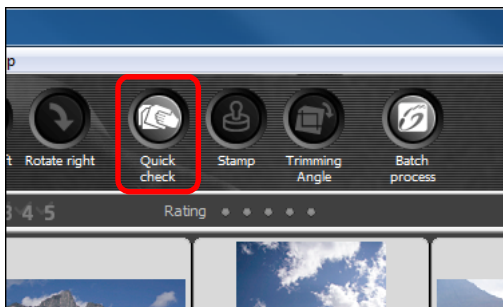 p
ft Rotate right Quick check Stamp Trimming Angle Batch process
3 4 5 Rating